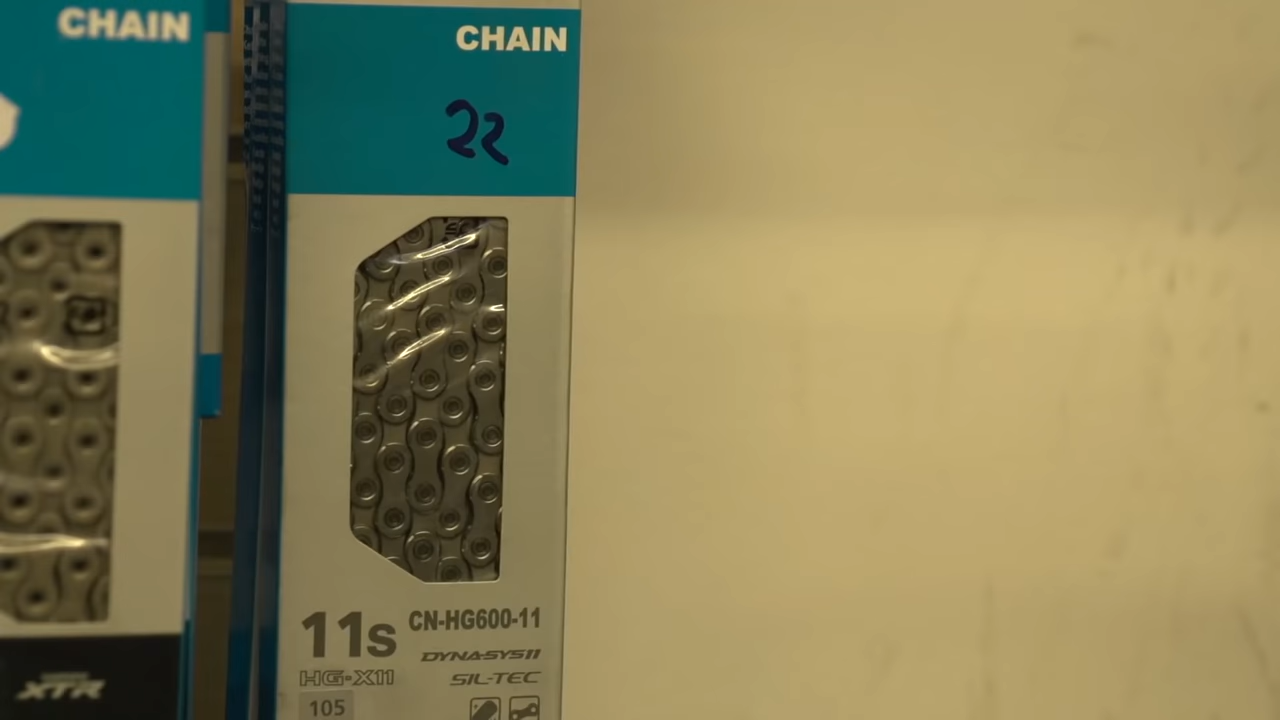 CHAIN
XTR
CHAIN
22
11s CN-HG600-11
DYNA-SYS11
HG-X11 SIL-TEC
105